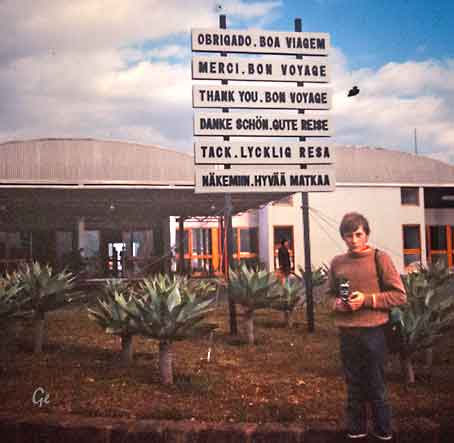 OBRIGADO.BOA VIAGEM
MERCI.BON VOYAGE
THANK YOU.BON VOYAGE
DANKE SCHÖN.GUTE REISE
TACK.LYCKLIG RESA
NÄKEMIIN.HYVÄÄ MATKAA
Ge